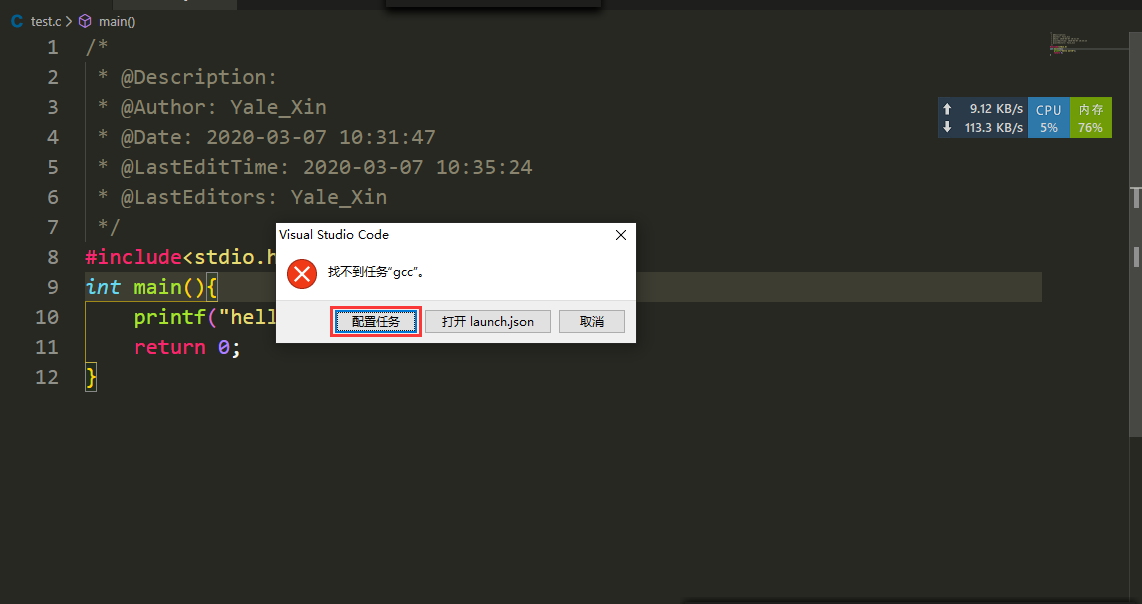 test.c > main()
1 /*
2 * @Description:
3 * @Author: Yale_Xin
4 * @Date: 2020-03-07 10:31:47
5 * @LastEditTime: 2020-03-07 10:35:24
6 * @LastEditors: Yale_Xin
7 */
8 #include<stdio.h
9 int main(){
10 printf("hell
11 return 0;
12 }
9.12 KB/s CPU 内存
113.3 KB/s 5% 76%
Visual Studio Code
找不到任务“gcc”。
配置任务 打开 launch.json 取消